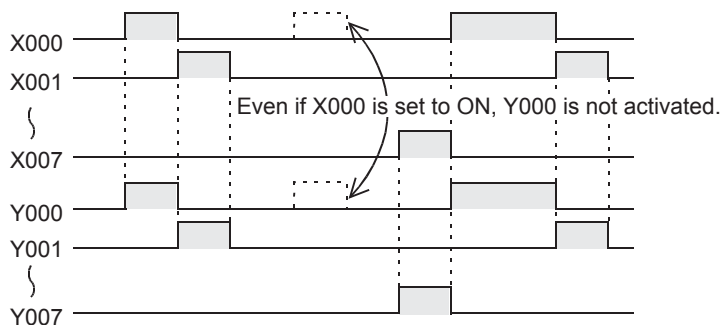 X000
X001
Even if X000 is set to ON, Y000 is not activated.
X007
Y000
Y001
Y007